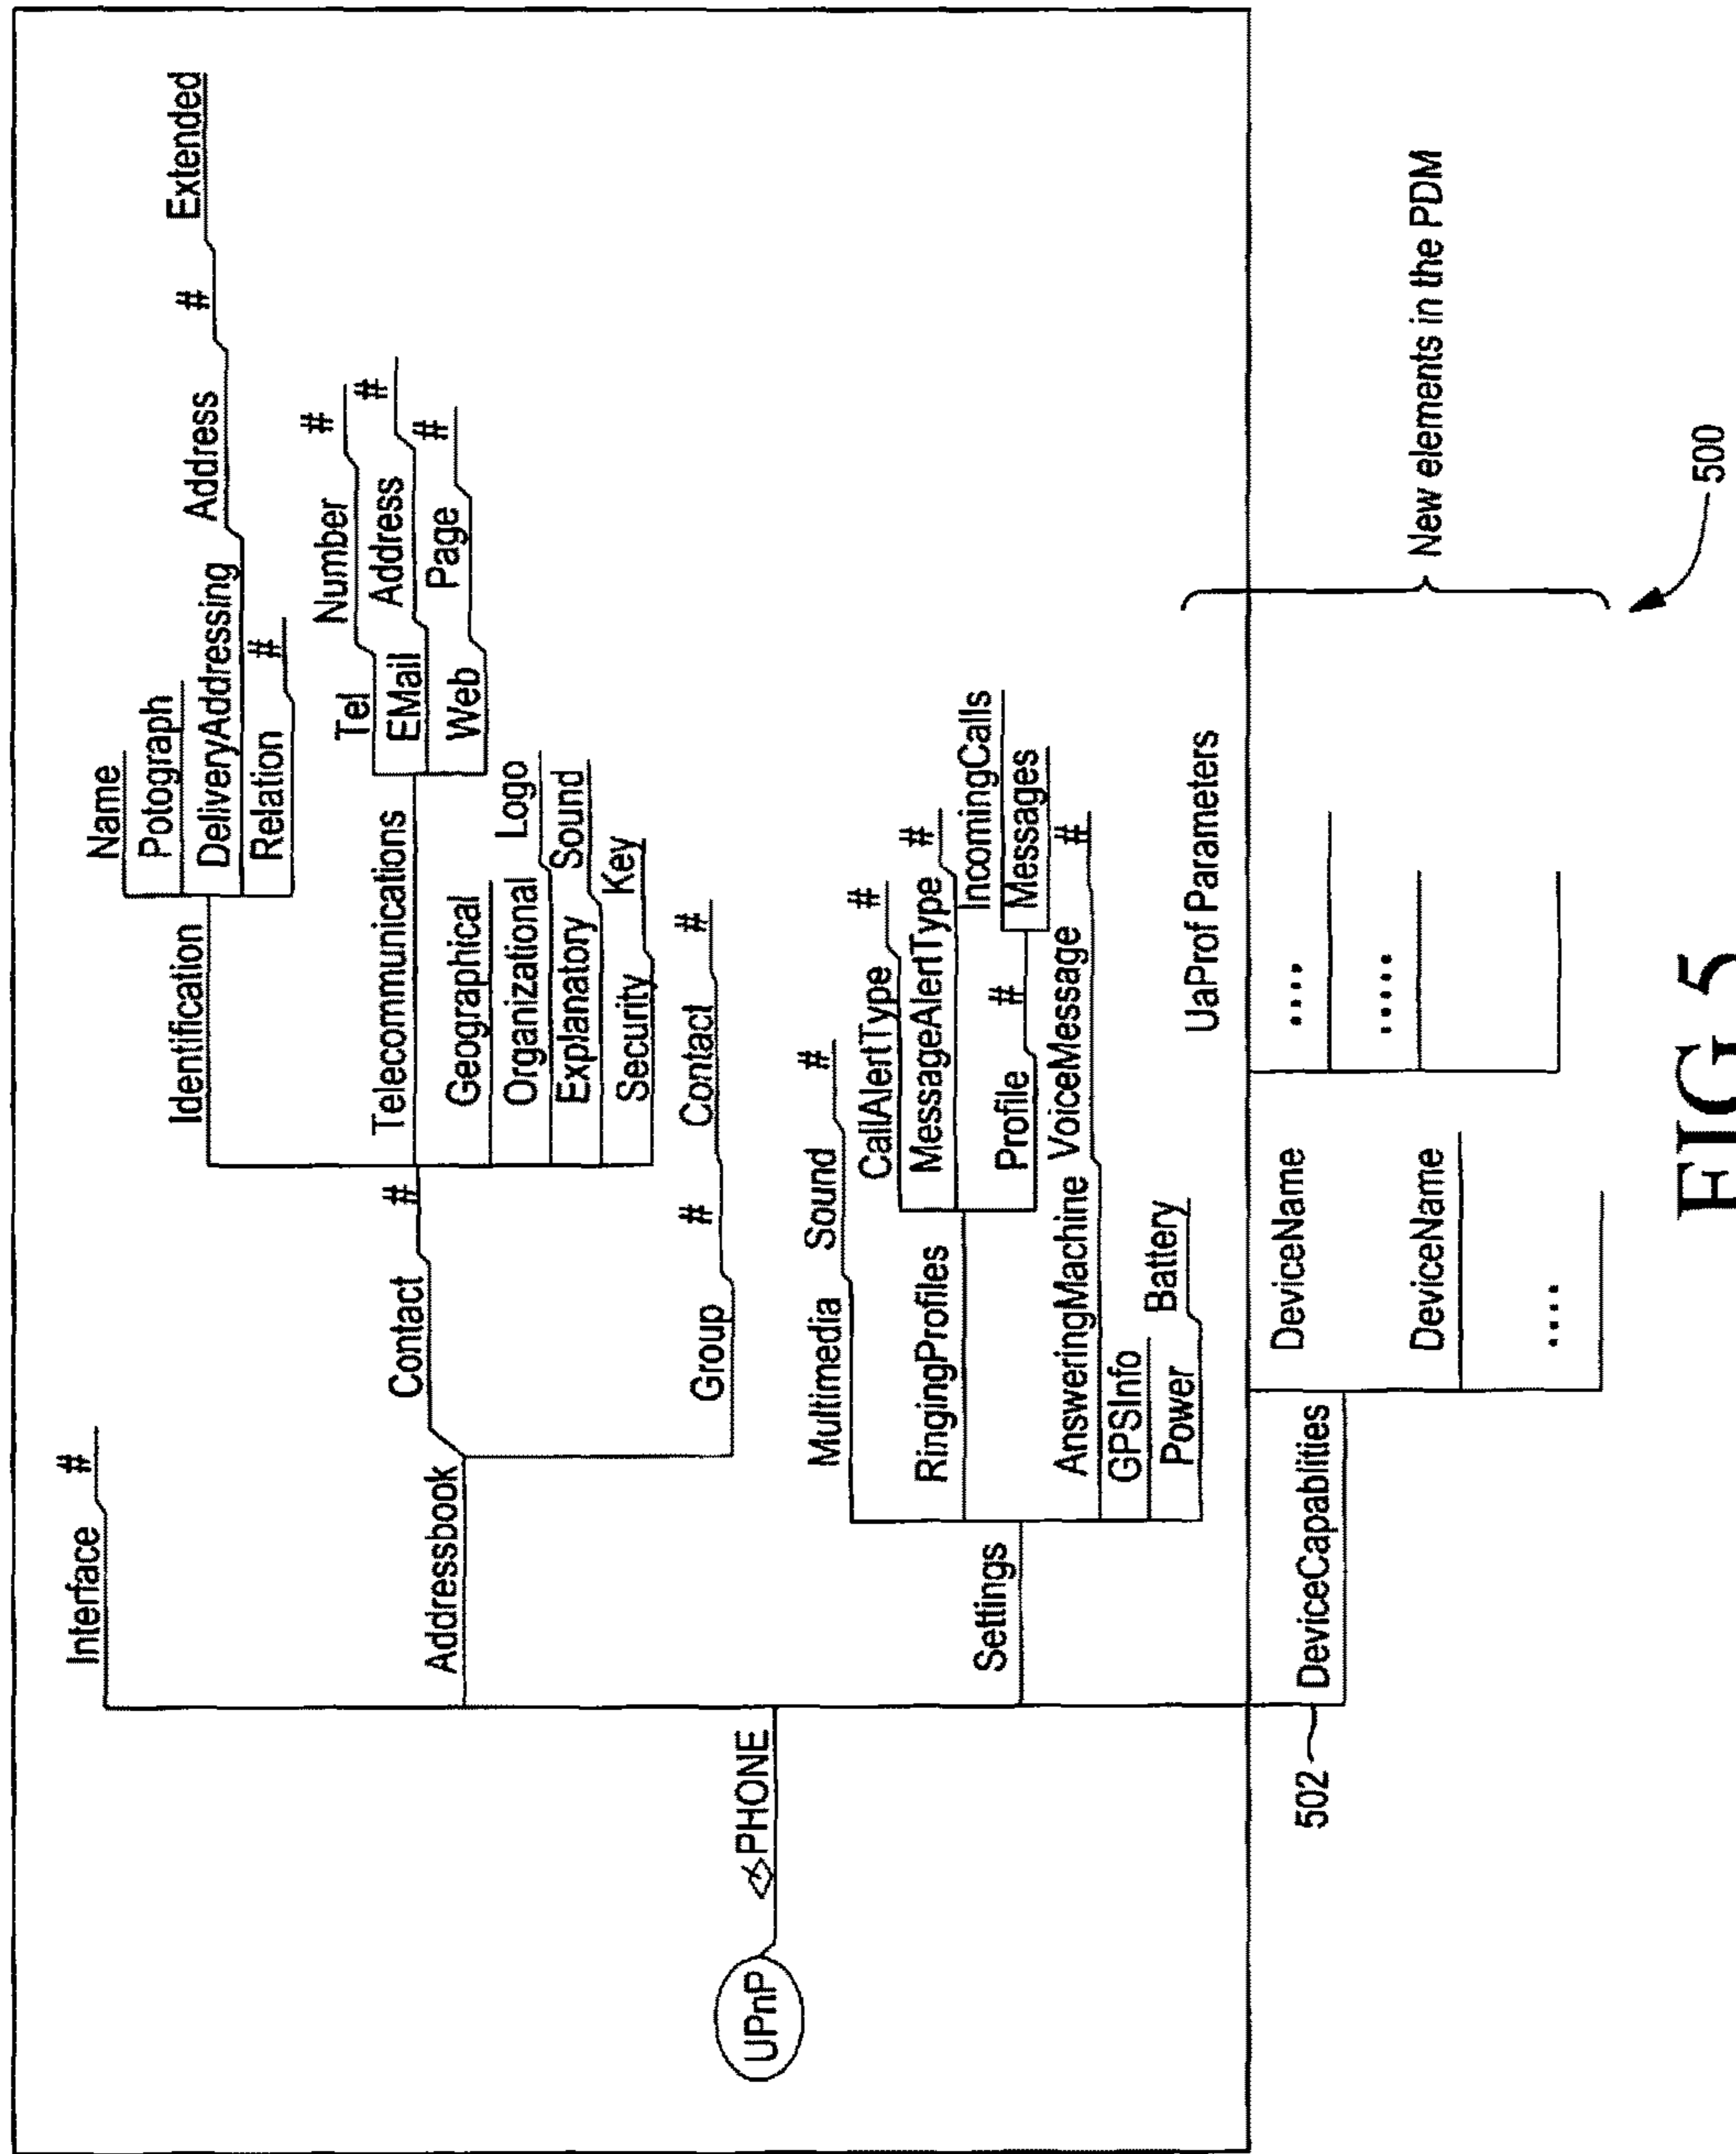 Interface #
UPnP
PHONE
Addressbook
Contact #
Identification
Name
Potograph
DeliveryAddressing Address # Extended
Relation #
Telecommunications
Tel Number #
EMail Address #
Web Page #
Geographical
Organizational Logo
Explanatory Sound
Security Key
Group # Contact #
Settings
Multimedia Sound #
RingingProfiles
CallAlertType #
MessageAlertType #
Profile #
IncomingCalls
Messages
AnsweringMachine VoiceMessage #
GPSInfo
Power Battery
502
DeviceCapablities
DeviceName
DeviceName
....
UaProf Parameters
....
.....
New elements in the PDM
500
FIG 5